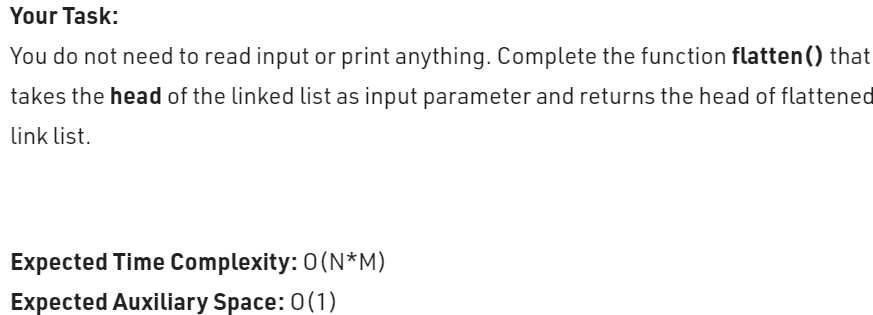 Your Task:
You do not need to read input or print anything. Complete the function flatten() that
takes the head of the linked list as input parameter and returns the head of flattened
link list.
Expected Time Complexity: O(N*M)
Expected Auxiliary Space: O(1)